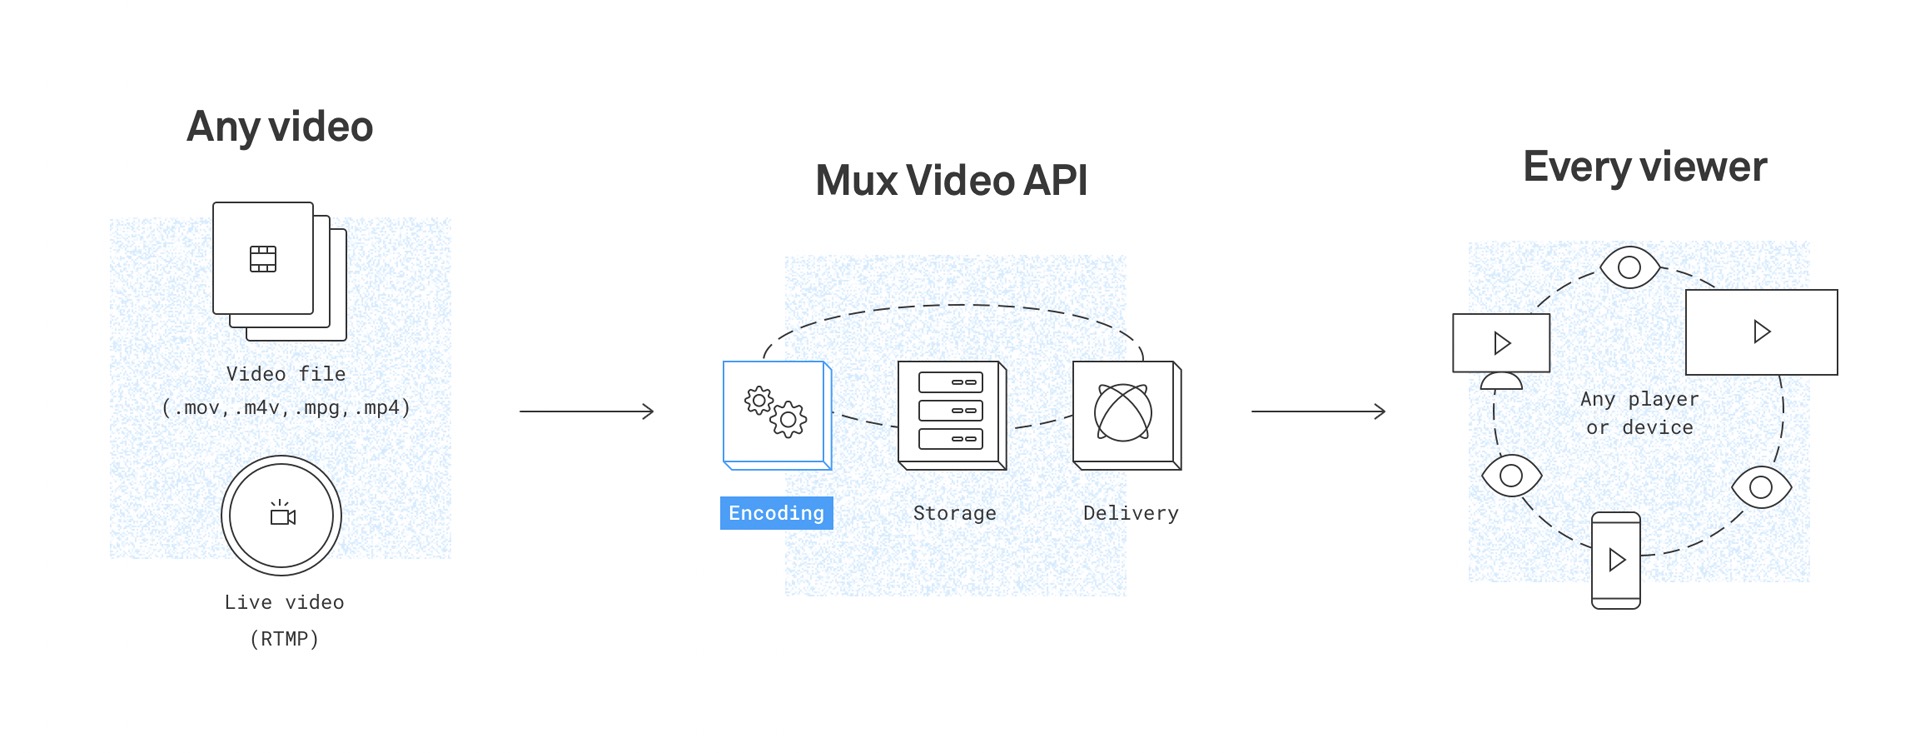 Any video
Video file
(.mov,.m4v,.mpg,.mp4)
Live video
(RTMP)
Mux Video API
Encoding
Storage
Delivery
Every viewer
Any player
or device